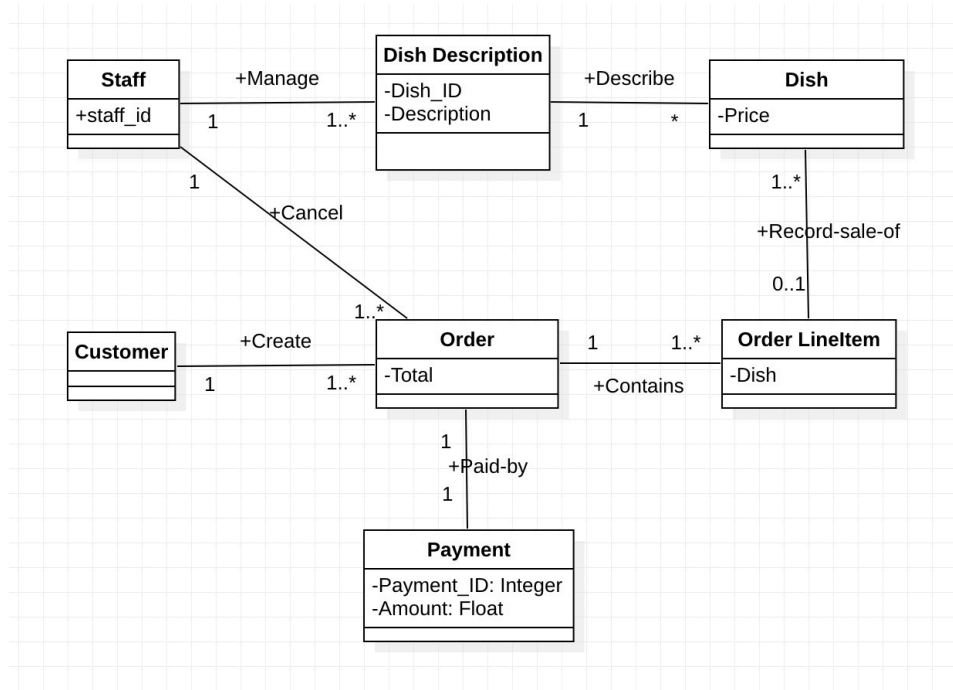 Staff
+staff_id
+Manage
1
1..*
Dish Description
-Dish_ID
-Description
+Describe
1
*
Dish
-Price
1
+Cancel
1..*
1..*
+Record-sale-of
0..1
Customer
+Create
1
1..*
Order
-Total
1
1..*
+Contains
Order LineItem
-Dish
1
+Paid-by
1
Payment
-Payment_ID: Integer
-Amount: Float